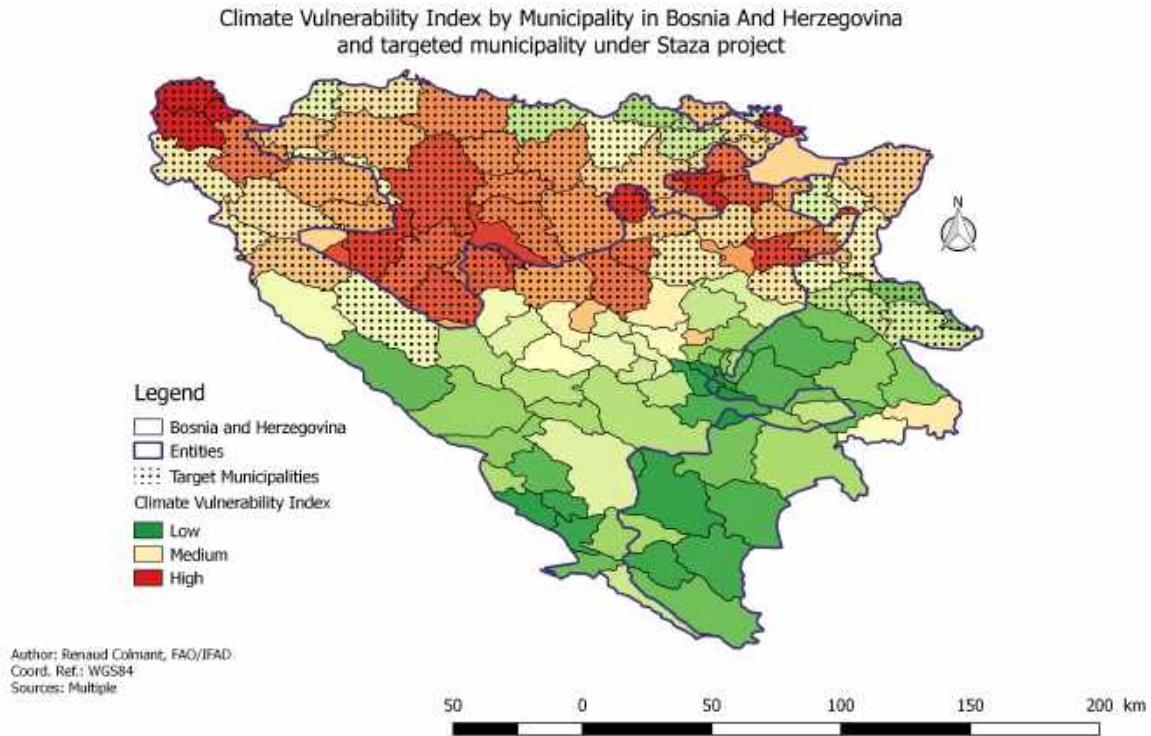 Climate Vulnerability Index by Municipality in Bosnia And Herzegovina
and targeted municipality under Staza project
N
Legend
Bosnia and Herzegovina
Entities
Target Municipalities
Climate Vulnerability Index
Low
Medium
High
Author: Renaud Colmant, FAO/IFAD
Coord. Ref.: WGS84
Sources: Multiple
50 0 50 100 150 200 km